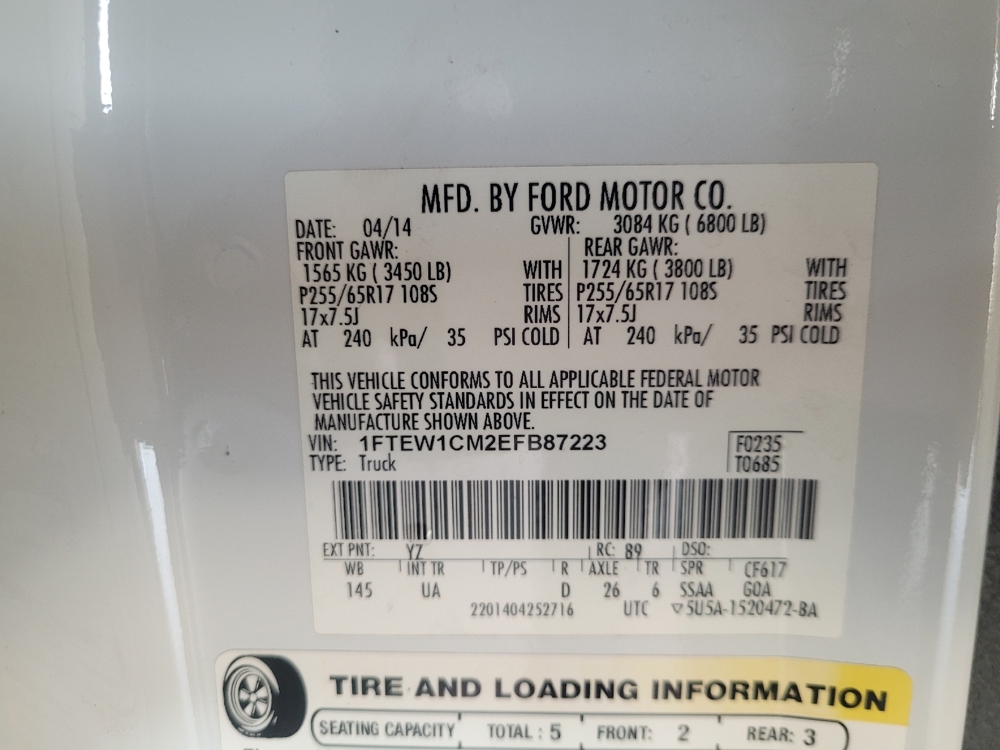 MFD. BY FORD MOTOR CO.
DATE: 04/14 GVWR: 3084 KG ( 6800 LB)
FRONT GAWR: REAR GAWR:
1565 KG ( 3450 LB) WITH 1724 KG ( 3800 LB) WITH
P255/65R17 108S TIRES P255/65R17 108S TIRES
17x7.5J RIMS 17x7.5J RIMS
AT 240 kPa/ 35 PSI COLD AT 240 kPa/ 35 PSI COLD
THIS VEHICLE CONFORMS TO ALL APPLICABLE FEDERAL MOTOR
VEHICLE SAFETY STANDARDS IN EFFECT ON THE DATE OF
MANUFACTURE SHOWN ABOVE.
VIN: 1FTEW1CM2EFB87223 F0235
TYPE: Truck T0685
EXT PNT: YZ RC: 89 DSO:
WB INT TR TP/PS R AXLE TR SPR CF617
145 UA D 26 6 SSAA GOA
2201404252716 UTC ▽5U5A-1520472-BA
TIRE AND LOADING INFORMATION
SEATING CAPACITY TOTAL : 5 FRONT: 2 REAR: 3